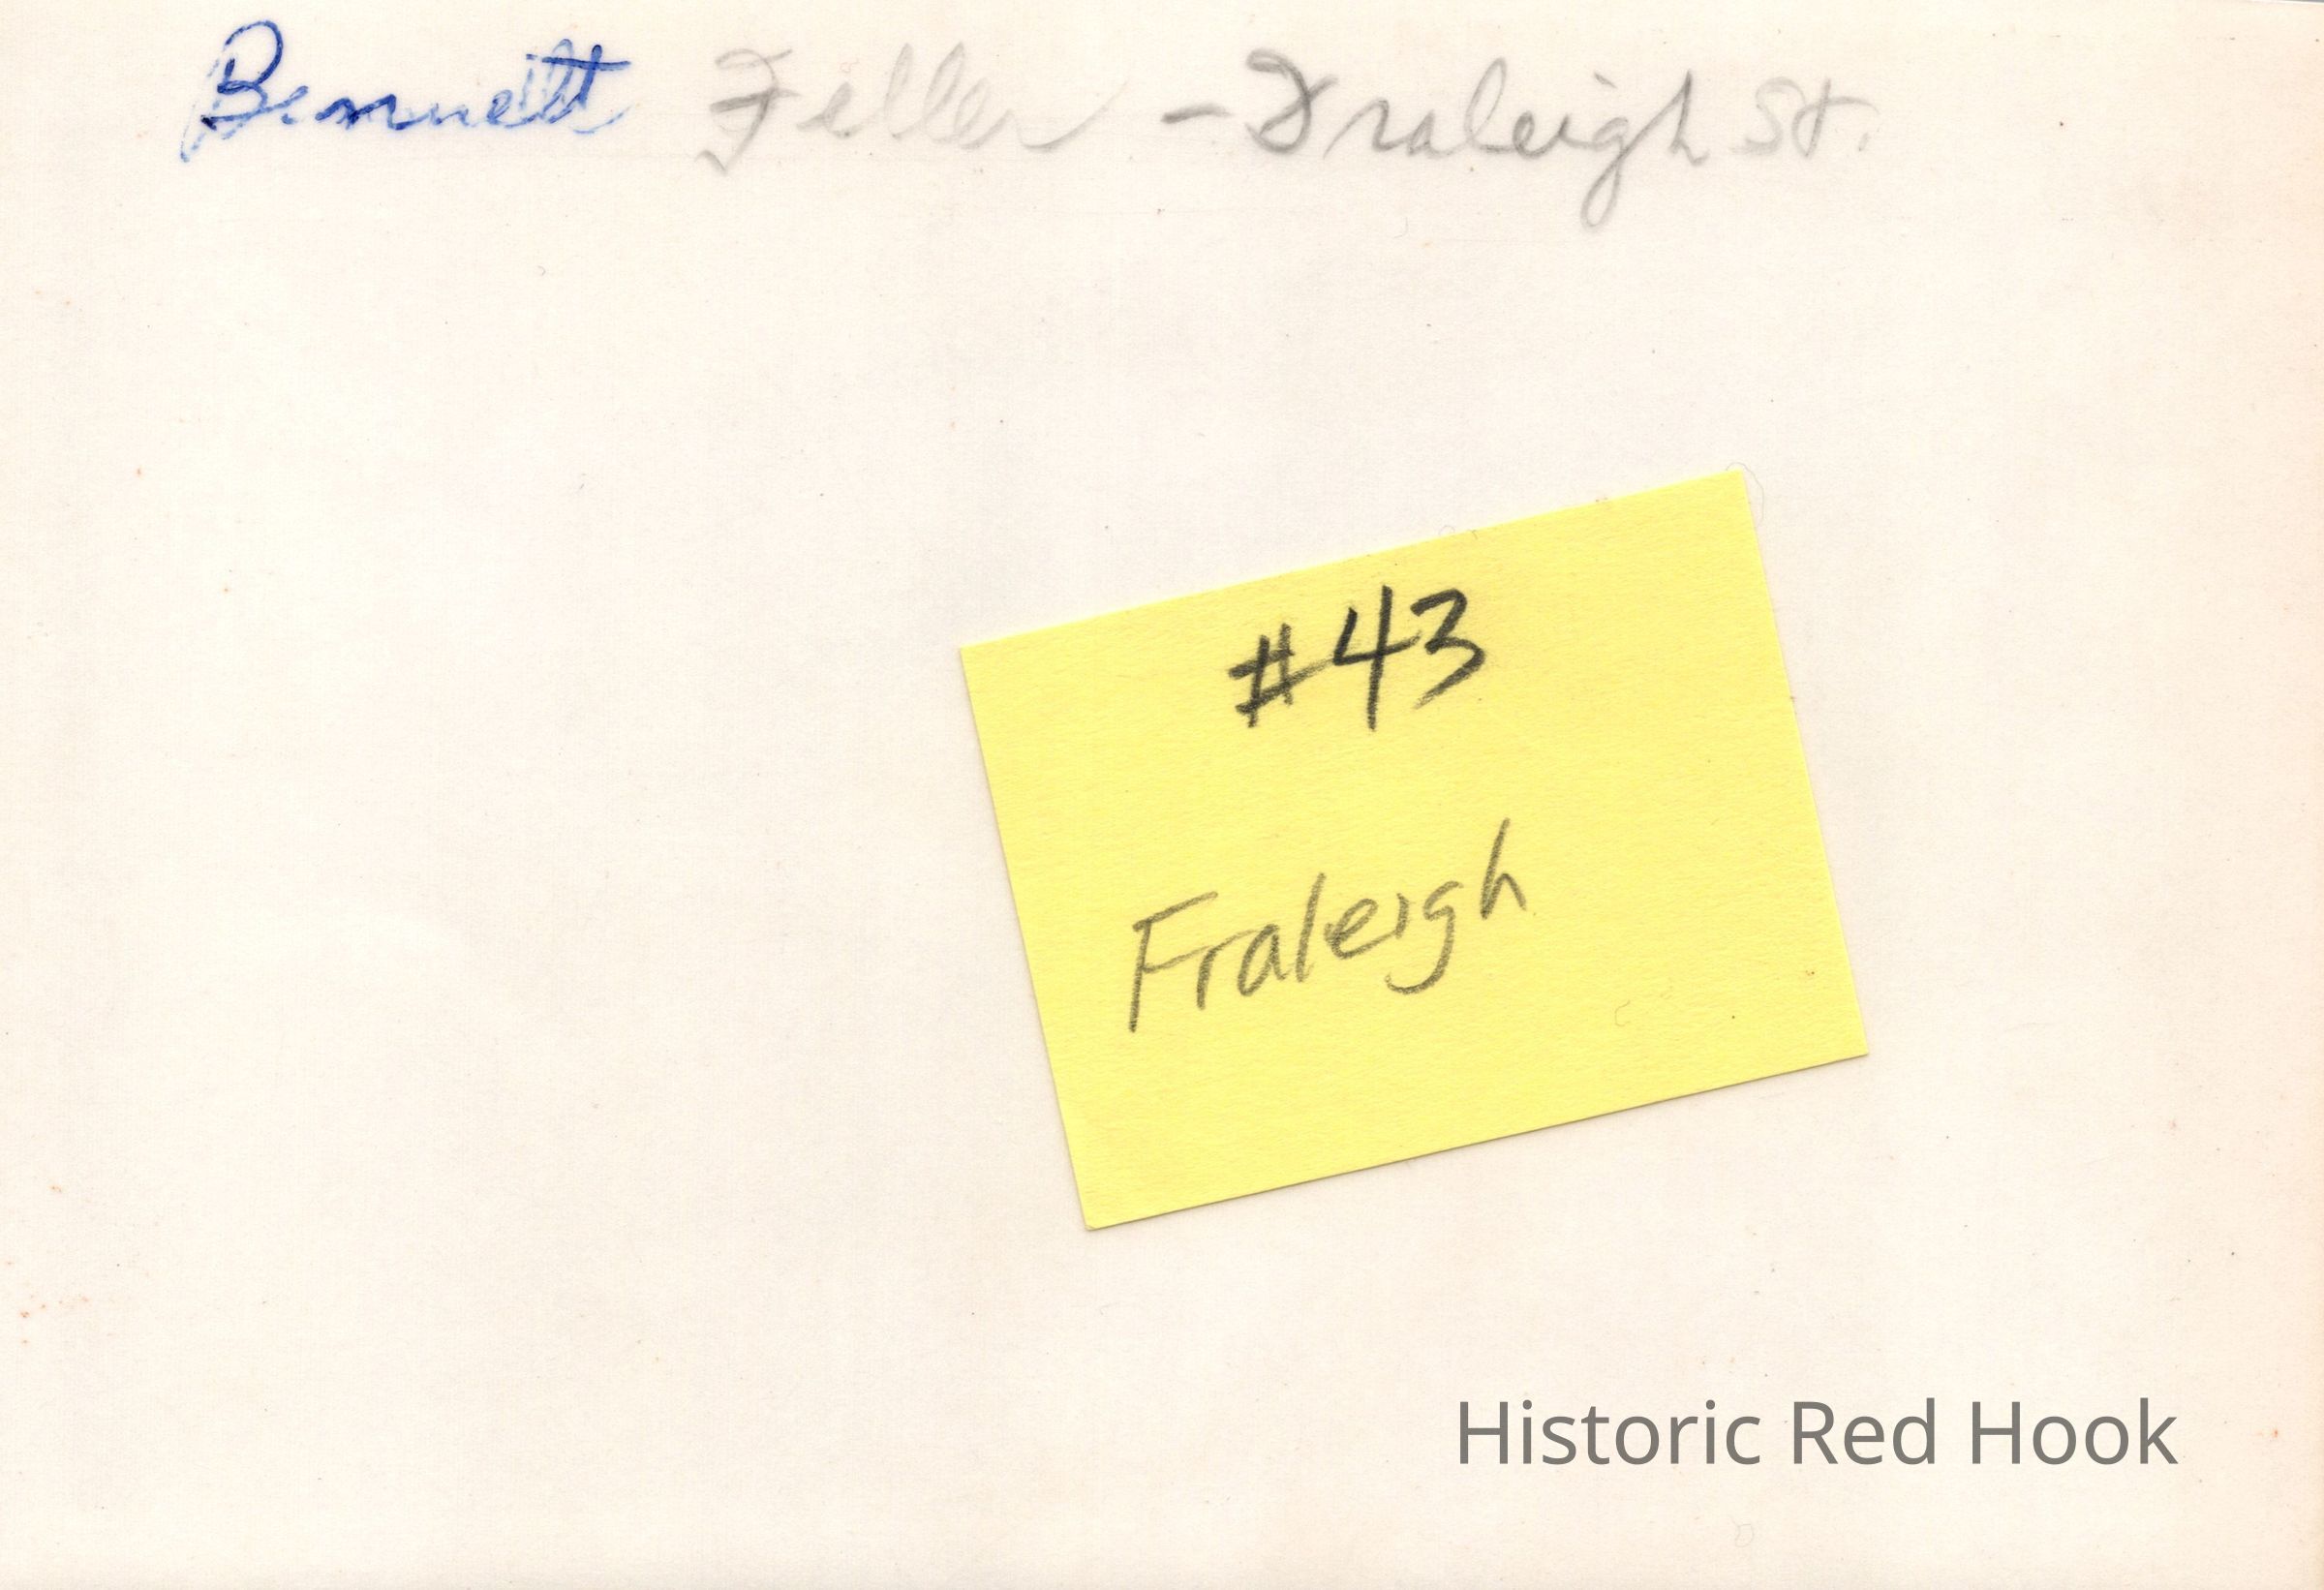 Bennett Feller - Fraleigh St.
#43
Fraleigh
Historic Red Hook